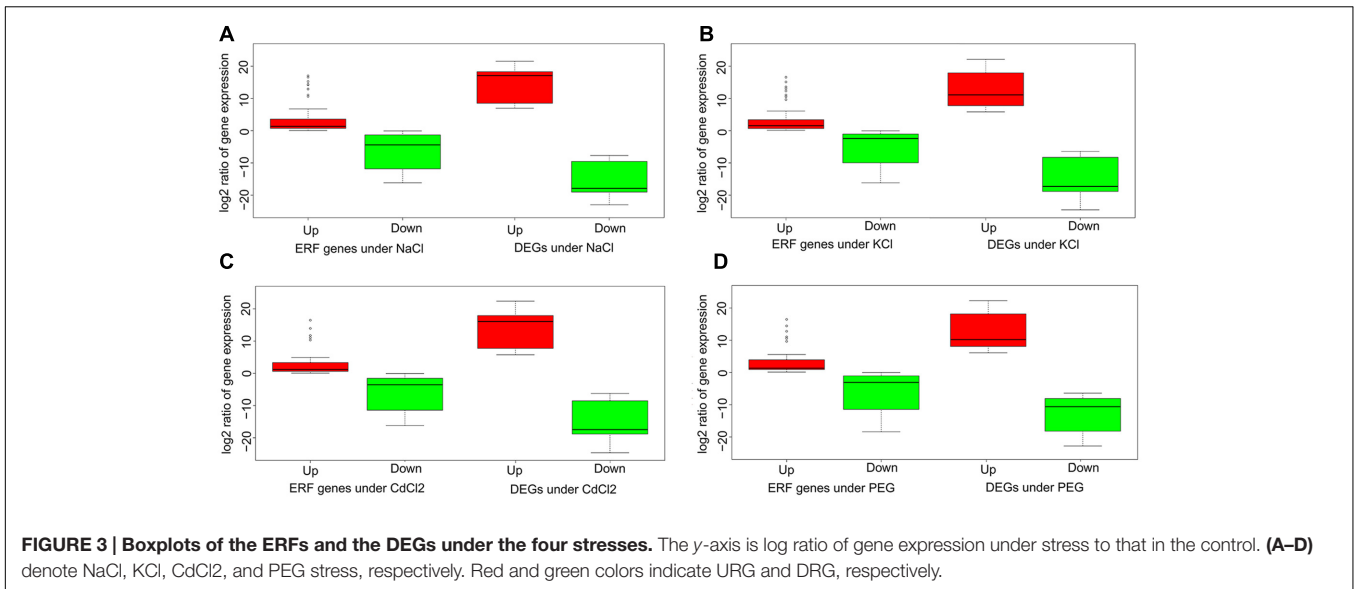 A
log2 ratio of gene expression
20
10
0
−10
−20
Up
Down
Up
Down
ERF genes under NaCl
DEGs under NaCl
B
log2 ratio of gene expression
20
10
0
−10
−20
Up
Down
Up
Down
ERF genes under KCl
DEGs under KCl
C
log2 ratio of gene expression
20
10
0
−10
−20
Up
Down
Up
Down
ERF genes under CdCl2
DEGs under CdCl2
D
log2 ratio of gene expression
20
10
0
−10
−20
Up
Down
Up
Down
ERF genes under PEG
DEGs under PEG
FIGURE 3 | Boxplots of the ERFs and the DEGs under the four stresses. The y-axis is log ratio of gene expression under stress to that in the control. (A–D)
denote NaCl, KCl, CdCl2, and PEG stress, respectively. Red and green colors indicate URG and DRG, respectively.